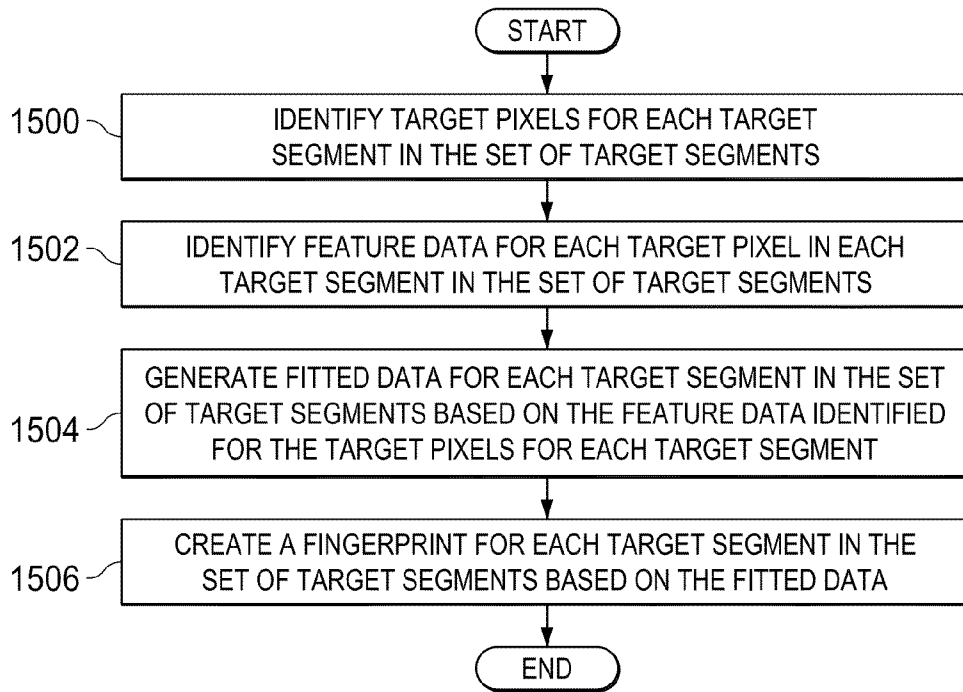 START
1500
IDENTIFY TARGET PIXELS FOR EACH TARGET
SEGMENT IN THE SET OF TARGET SEGMENTS
1502
IDENTIFY FEATURE DATA FOR EACH TARGET PIXEL IN EACH
TARGET SEGMENT IN THE SET OF TARGET SEGMENTS
1504
GENERATE FITTED DATA FOR EACH TARGET SEGMENT IN THE SET
OF TARGET SEGMENTS BASED ON THE FEATURE DATA IDENTIFIED
FOR THE TARGET PIXELS FOR EACH TARGET SEGMENT
1506
CREATE A FINGERPRINT FOR EACH TARGET SEGMENT IN THE
SET OF TARGET SEGMENTS BASED ON THE FITTED DATA
END